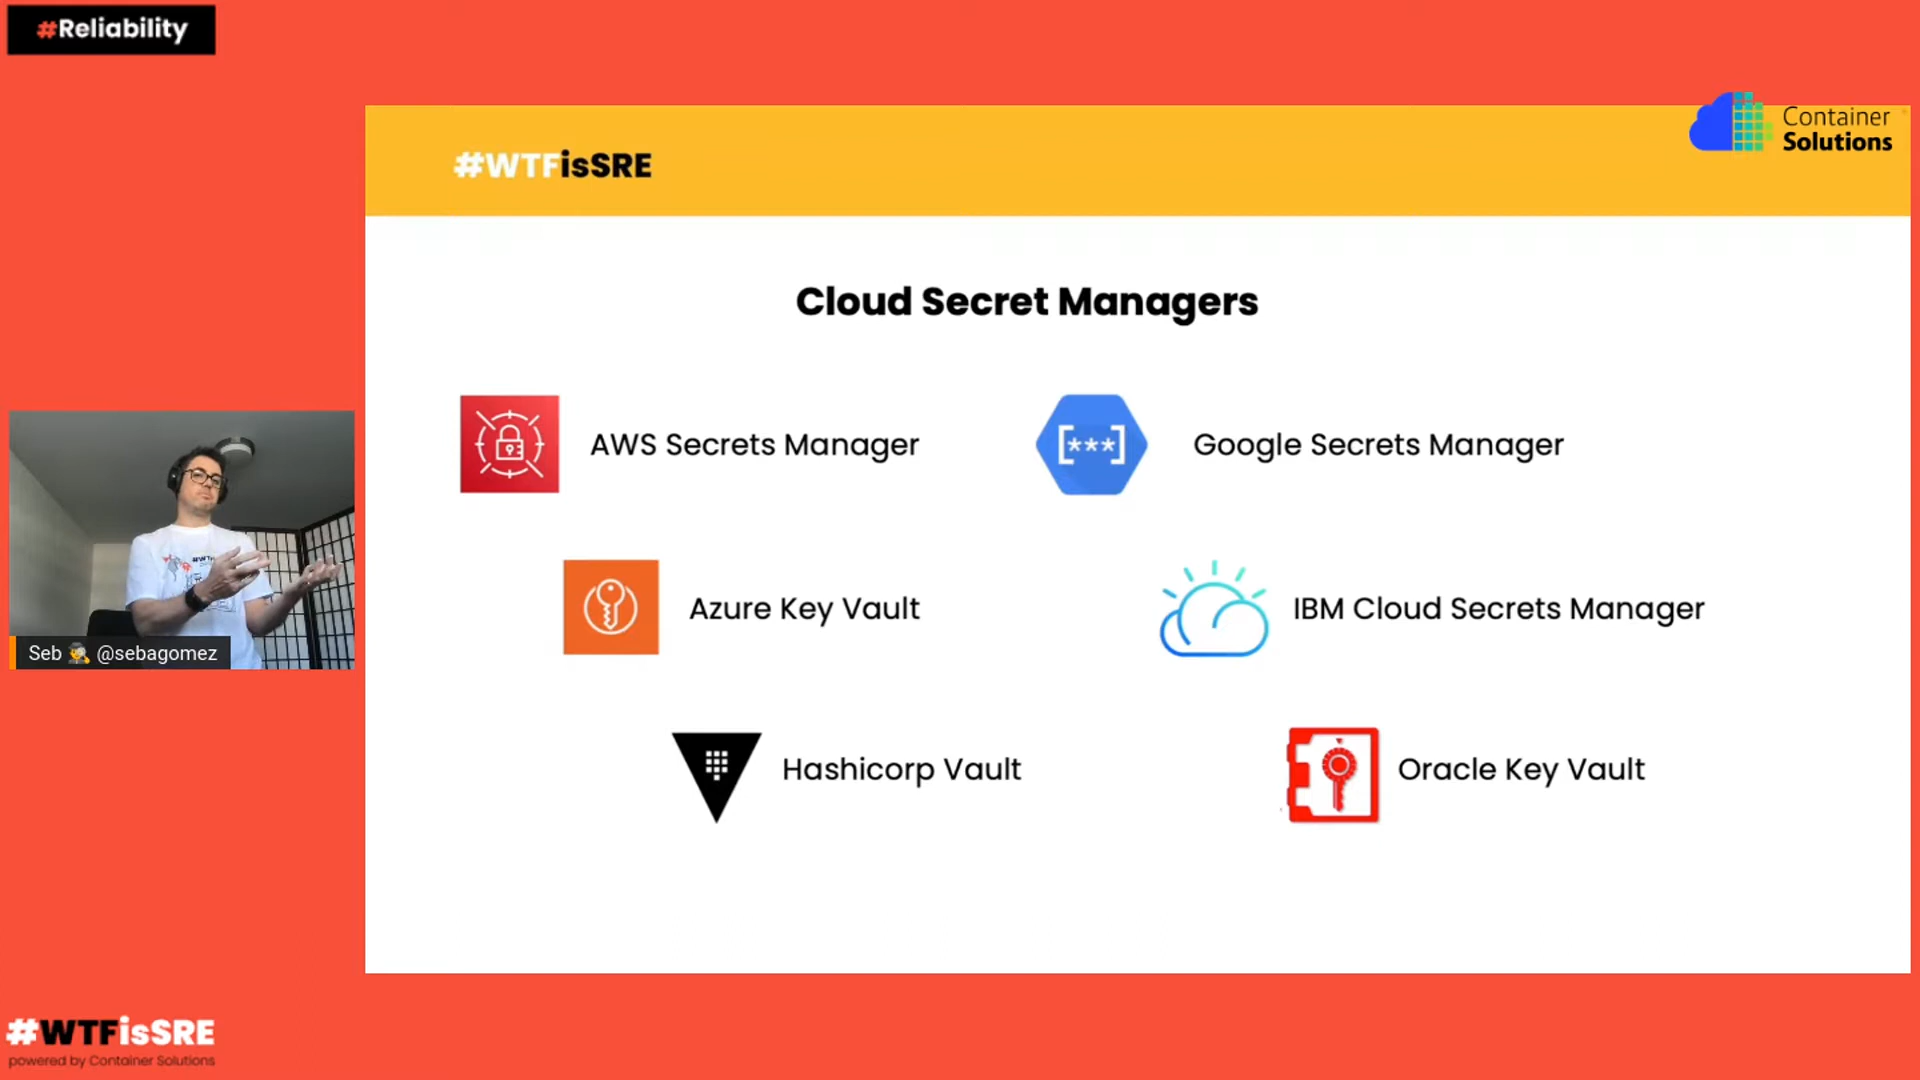 #Reliability
Container
Solutions
#WTFisSRE
Cloud Secret Managers
AWS Secrets Manager
Google Secrets Manager
[***]
Azure Key Vault
IBM Cloud Secrets Manager
Hashicorp Vault
Oracle Key Vault
Seb 🕵️ @sebagomez
#WTFisSRE
powered by Container Solutions